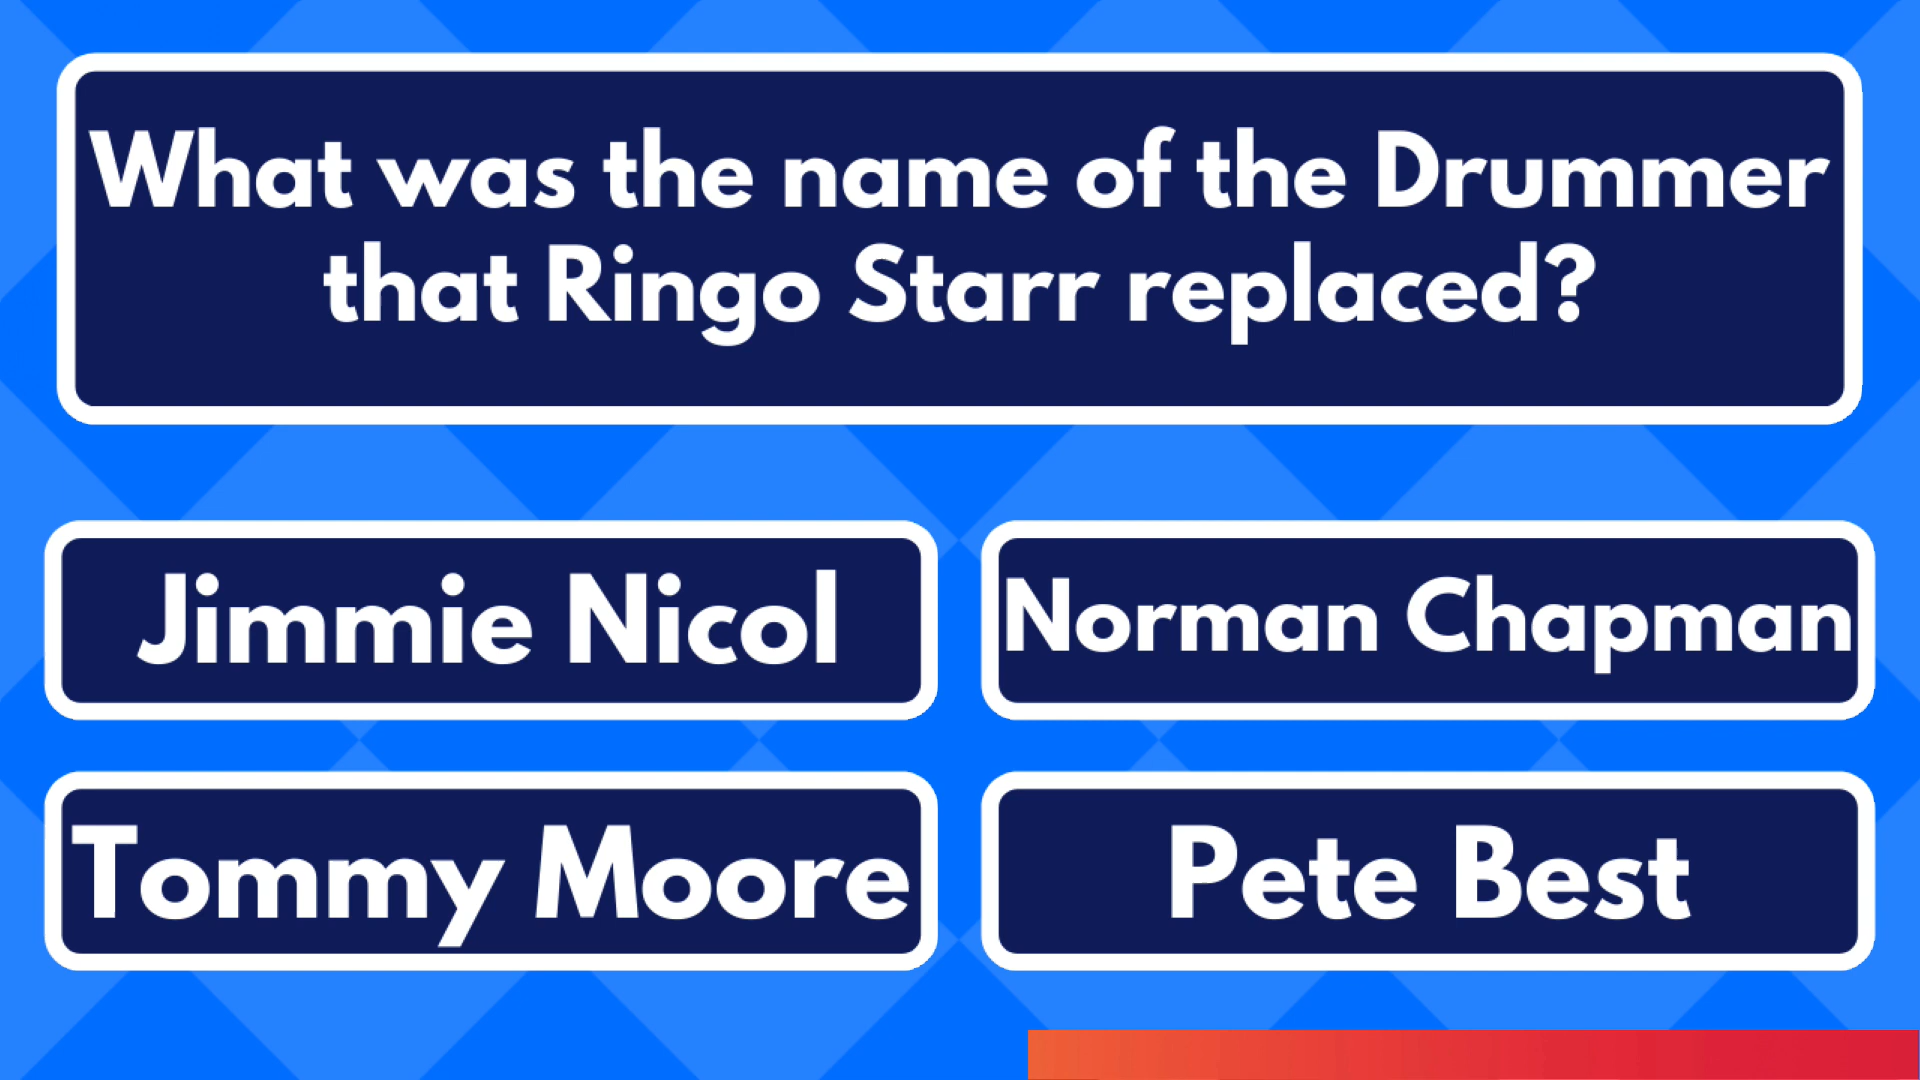 What was the name of the Drummer
that Ringo Starr replaced?
Jimmie Nicol
Norman Chapman
Tommy Moore
Pete Best